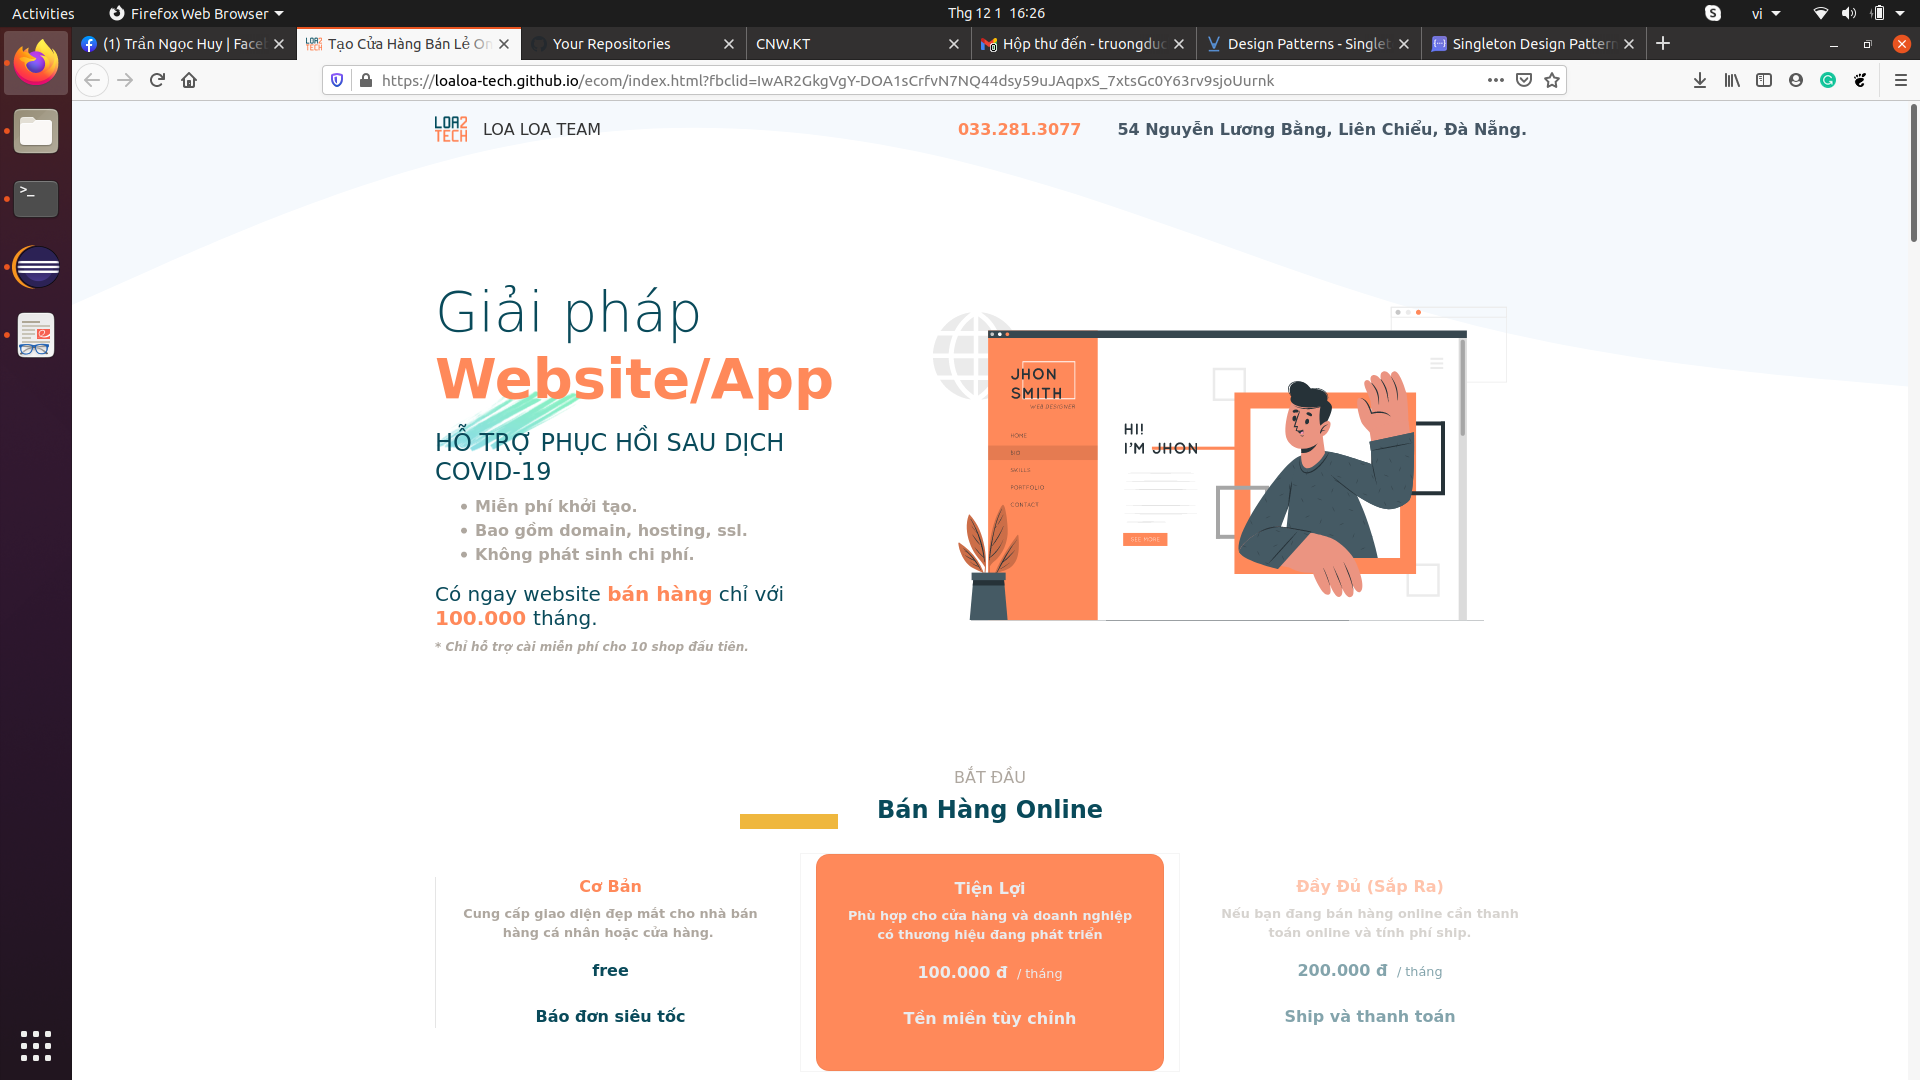 Activities
Firefox Web Browser
Thg 12 1 16:26
vi
(1) Trần Ngọc Huy | Facel
Tạo Cửa Hàng Bán Lẻ On
Your Repositories
CNW.KT
Hộp thư đến - truongduc
Design Patterns - Singlet
Singleton Design Pattern
https://loaloa-tech.github.io/ecom/index.html?fbclid=IwAR2GkgVgY-DOA1sCrfvN7NQ44dsy59uJAqpxS_7xtsGc0Y63rv9sjoUurnk
LOA2
TECH
LOA LOA TEAM
033.281.3077
54 Nguyễn Lương Bằng, Liên Chiểu, Đà Nẵng.
Giải pháp
Website/App
HỖ TRỢ PHỤC HỒI SAU DỊCH
COVID-19
• Miễn phí khởi tạo.
• Bao gồm domain, hosting, ssl.
• Không phát sinh chi phí.
Có ngay website bán hàng chỉ với
100.000 tháng.
* Chỉ hỗ trợ cài miễn phí cho 10 shop đầu tiên.
JHON
SMITH
WEB DESIGNER
HOME
BIO
SKILLS
PORTFOLIO
CONTACT
HI!
I'M JHON
SEE MORE
BẮT ĐẦU
Bán Hàng Online
Cơ Bản
Cung cấp giao diện đẹp mắt cho nhà bán
hàng cá nhân hoặc cửa hàng.
free
Báo đơn siêu tốc
Tiện Lợi
Phù hợp cho cửa hàng và doanh nghiệp
có thương hiệu đang phát triển
100.000 đ / tháng
Tền miền tùy chỉnh
Đầy Đủ (Sắp Ra)
Nếu bạn đang bán hàng online cần thanh
toán online và tính phí ship.
200.000 đ / tháng
Ship và thanh toán